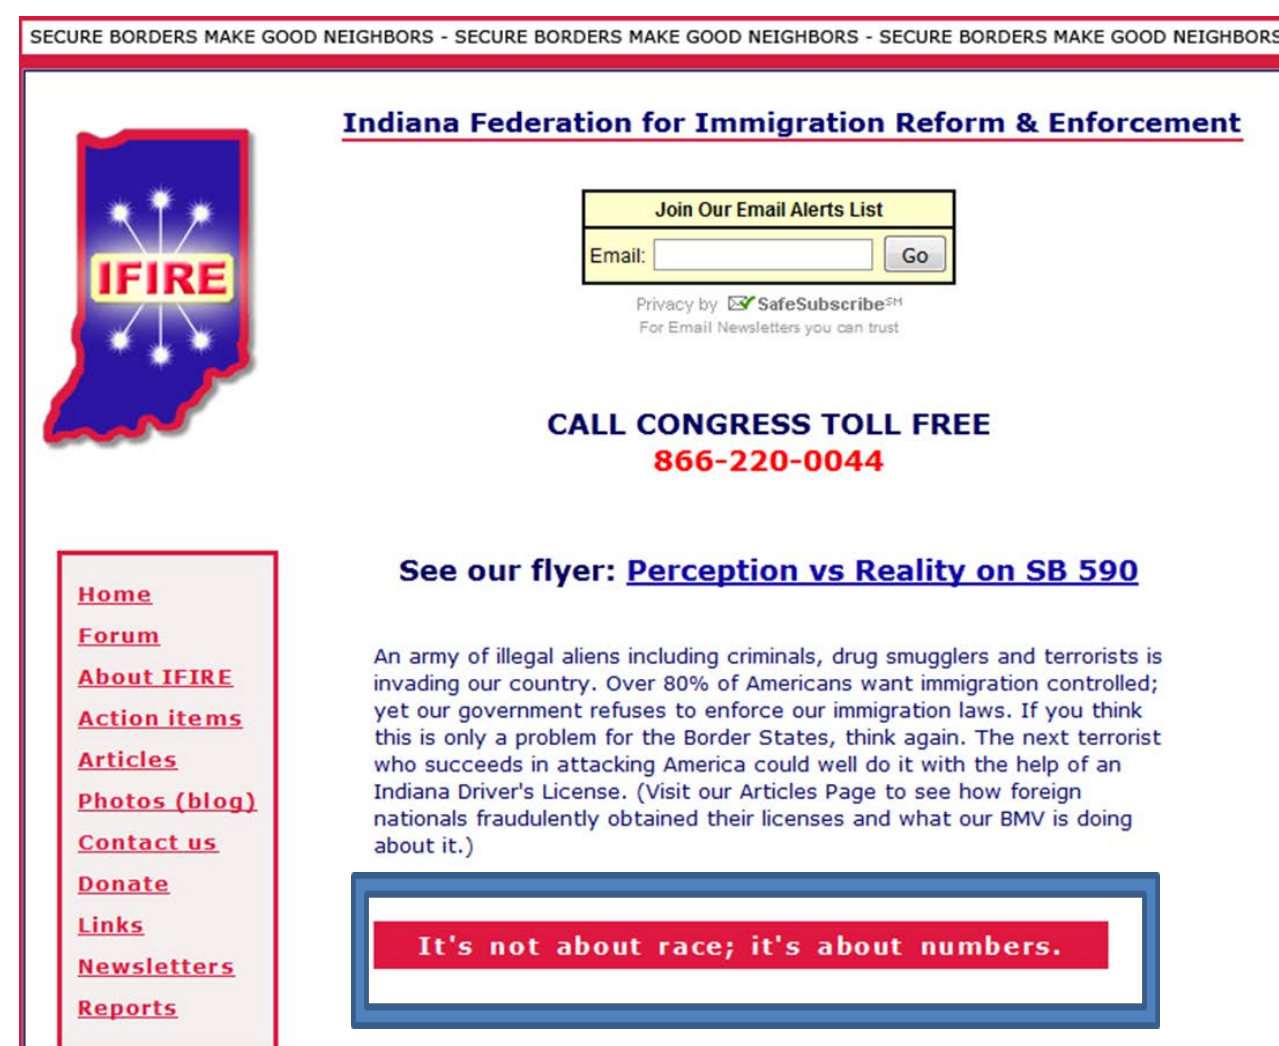 SECURE BORDERS MAKE GOOD NEIGHBORS - SECURE BORDERS MAKE GOOD NEIGHBORS - SECURE BORDERS MAKE GOOD NEIGHBORS
Indiana Federation for Immigration Reform & Enforcement
IFIRE
Join Our Email Alerts List
Email:
Go
Privacy by SafeSubscribe℠
For Email Newsletters you can trust
CALL CONGRESS TOLL FREE
866-220-0044
See our flyer: Perception vs Reality on SB 590
Home
Forum
About IFIRE
Action items
Articles
Photos (blog)
Contact us
Donate
Links
Newsletters
Reports
An army of illegal aliens including criminals, drug smugglers and terrorists is
invading our country. Over 80% of Americans want immigration controlled;
yet our government refuses to enforce our immigration laws. If you think
this is only a problem for the Border States, think again. The next terrorist
who succeeds in attacking America could well do it with the help of an
Indiana Driver's License. (Visit our Articles Page to see how foreign
nationals fraudulently obtained their licenses and what our BMV is doing
about it.)
It's not about race; it's about numbers.